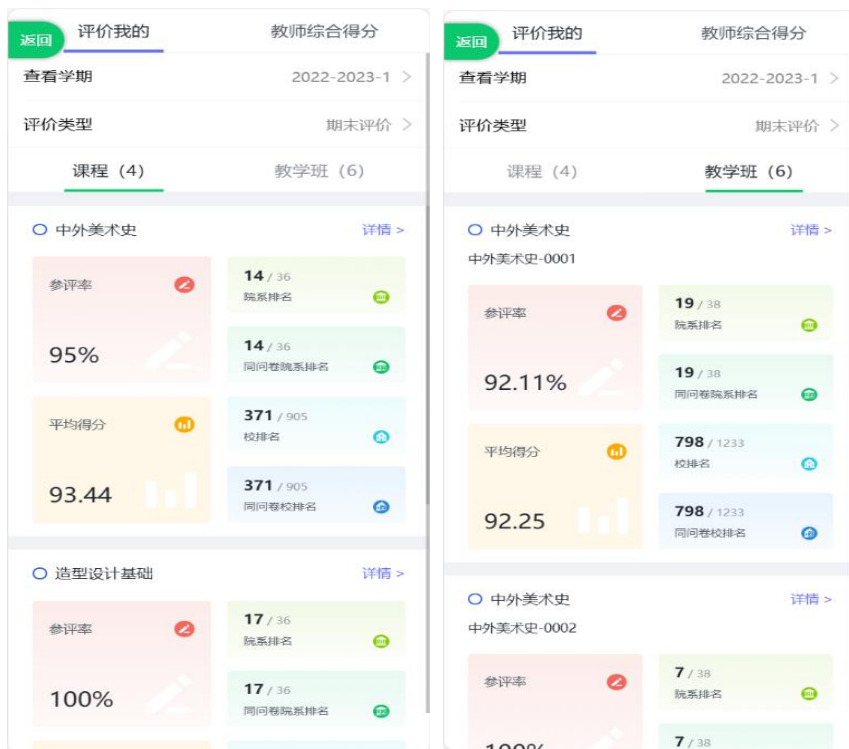 返回
评价我的
教师综合得分
查看学期
2022-2023-1 >
评价类型
期末评价 >
课程（4）
教学班（6）
中外美术史
详情 >
参评率
95%
14 / 36
院系排名
14 / 36
同问卷院系排名
平均得分
93.44
371 / 905
校排名
371 / 905
同问卷校排名
造型设计基础
详情 >
参评率
100%
17 / 36
院系排名
17 / 36
同问卷院系排名
返回
评价我的
教师综合得分
查看学期
2022-2023-1 >
评价类型
期末评价 >
课程（4）
教学班（6）
中外美术史
详情 >
中外美术史-0001
参评率
92.11%
19 / 38
院系排名
19 / 38
同问卷院系排名
平均得分
92.25
798 / 1233
校排名
798 / 1233
同问卷校排名
中外美术史
详情 >
中外美术史-0002
参评率
100%
7 / 38
院系排名
7 / 38